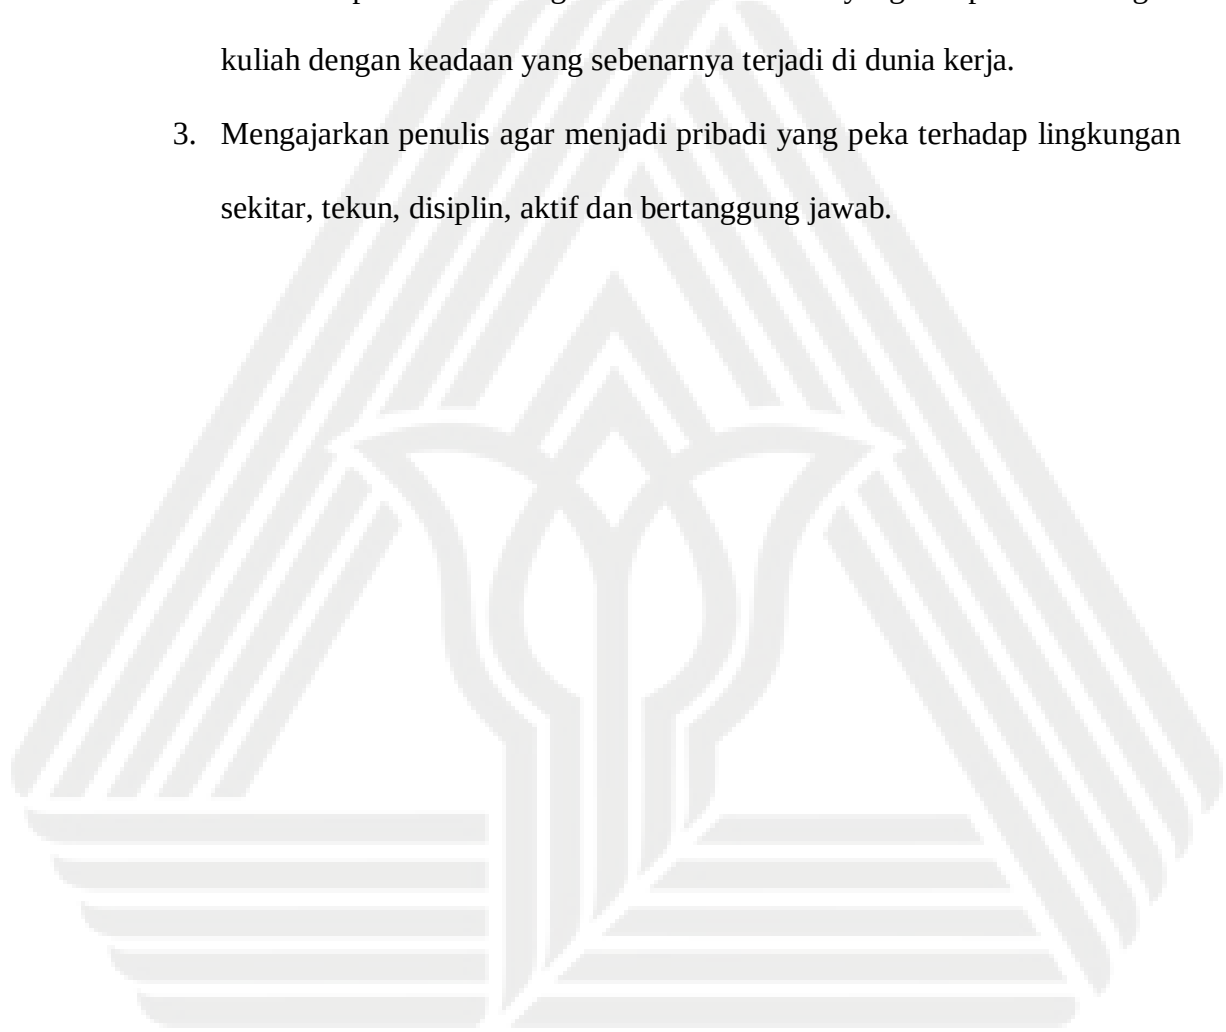 kuliah dengan keadaan yang sebenarnya terjadi di dunia kerja.
3. Mengajarkan penulis agar menjadi pribadi yang peka terhadap lingkungan
sekitar, tekun, disiplin, aktif dan bertanggung jawab.